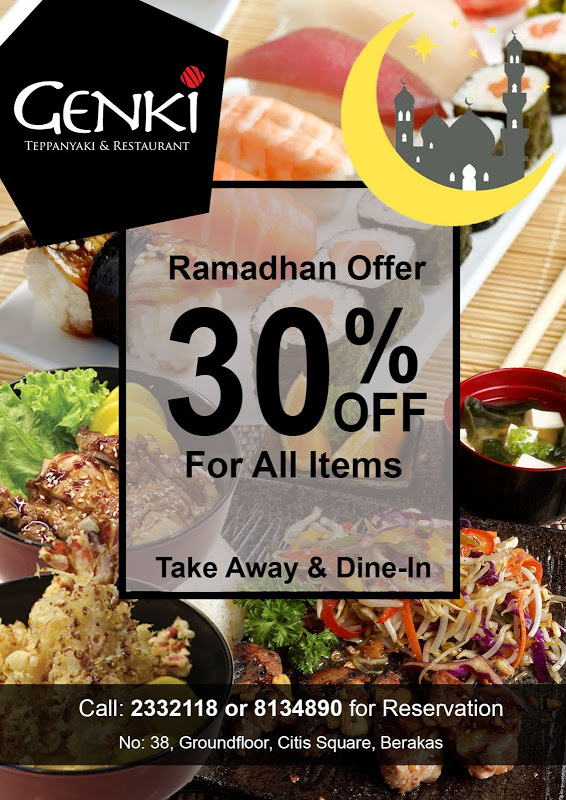 GENKI
TEPPANYAKI & RESTAURANT
Ramadhan Offer
30% OFF
For All Items
Take Away & Dine-In
Call: 2332118 or 8134890 for Reservation
No: 38, Groundfloor, Citis Square, Berakas